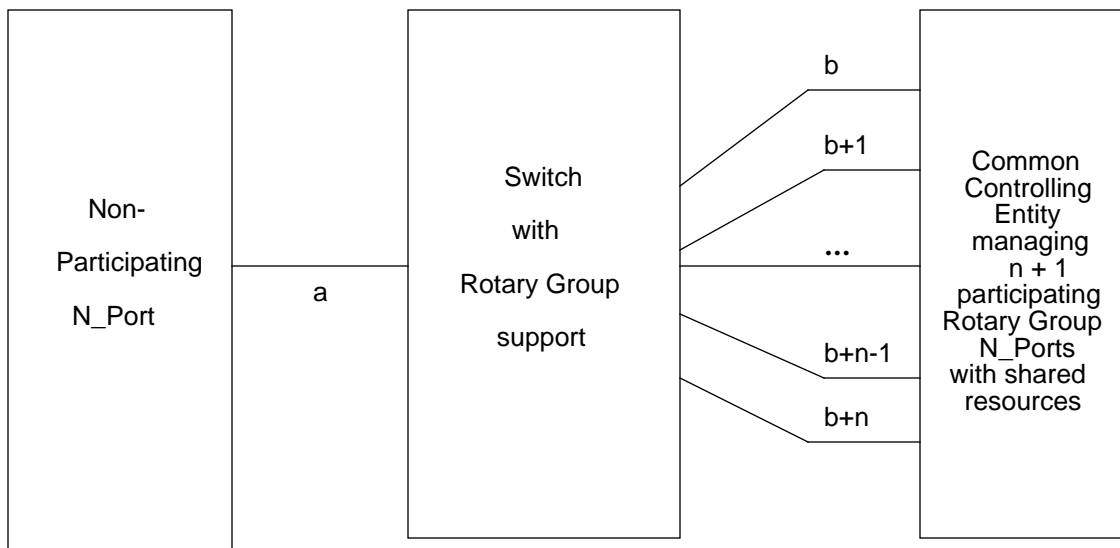 Non-
Participating
N_Port
a
Switch
with
Rotary Group
support
b
b+1
...
b+n-1
b+n
Common
Controlling
Entity
managing
n + 1
participating
Rotary Group
N_Ports
with shared
resources